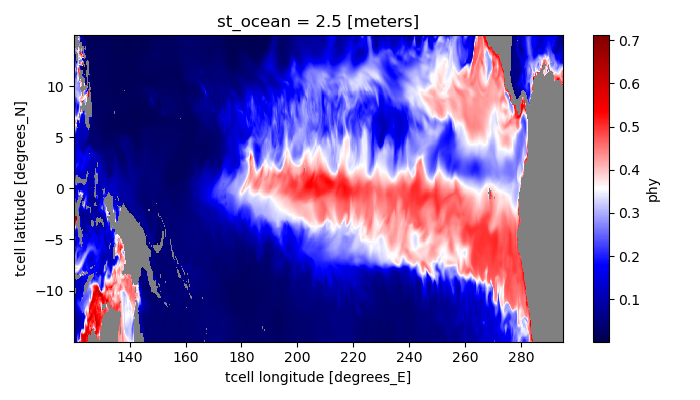 st_ocean = 2.5 [meters]
10
5
0
−5
−10
tcell latitude [degrees_N]
140 160 180 200 220 240 260 280
tcell longitude [degrees_E]
0.7
0.6
0.5
0.4
0.3
0.2
0.1
phy